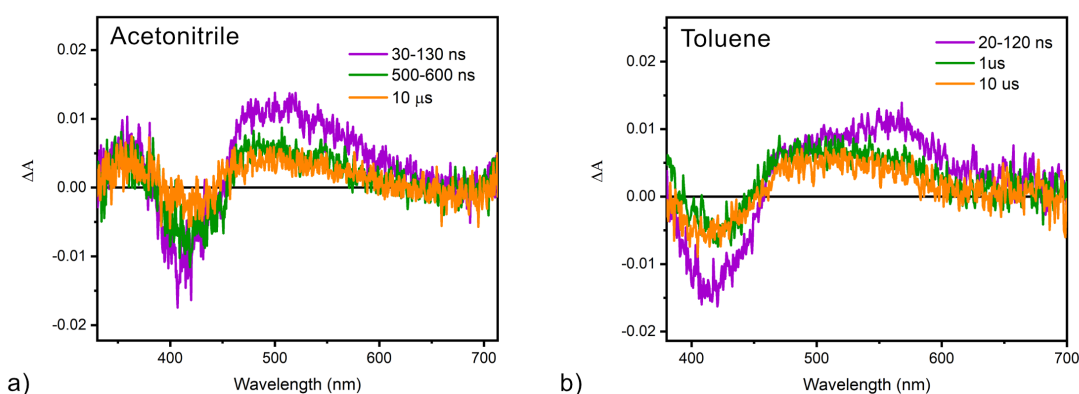 Acetonitrile
30-130 ns
500-600 ns
10 μs
0.02
0.01
0.00
-0.01
-0.02
ΔA
400
500
600
700
Wavelength (nm)
a)
Toluene
20-120 ns
1us
10 us
0.02
0.01
0.00
-0.01
-0.02
ΔA
400
500
600
700
Wavelength (nm)
b)